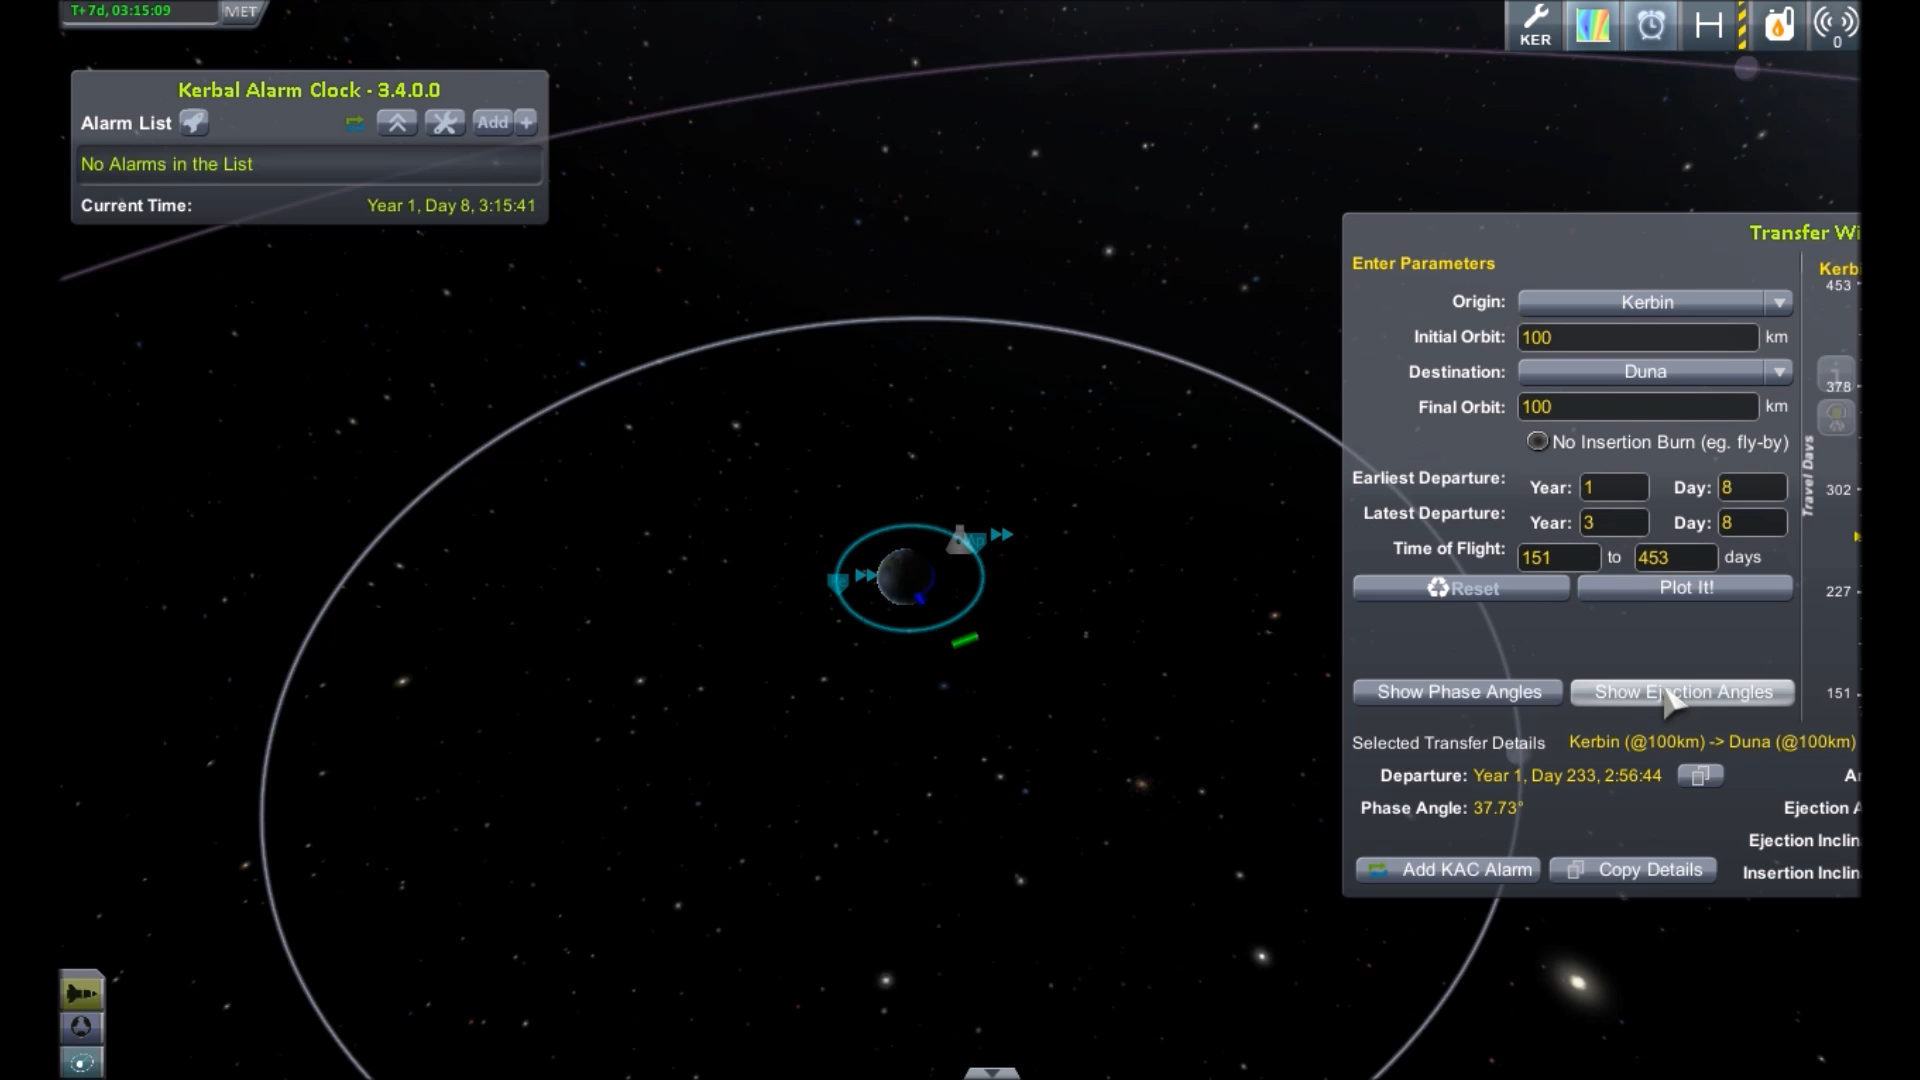 T+7d, 03:15:09
MET
KER
0
Kerbal Alarm Clock - 3.4.0.0
Alarm List
Add +
No Alarms in the List
Current Time: Year 1, Day 8, 3:15:41
Transfer Wi
Enter Parameters
Origin: Kerbin
Initial Orbit: 100 km
Destination: Duna
Final Orbit: 100 km
No Insertion Burn (eg. fly-by)
Earliest Departure: Year: 1 Day: 8
Latest Departure: Year: 3 Day: 8
Time of Flight: 151 to 453 days
Reset Plot It!
Show Phase Angles Show Ejection Angles
Kerb
453
378
302
227
151
Travel Days
Selected Transfer Details Kerbin (@100km) -> Duna (@100km)
Departure: Year 1, Day 233, 2:56:44
Phase Angle: 37.73° Ejection A
Ejection Inclin
Add KAC Alarm Copy Details Insertion Inclin
Ap